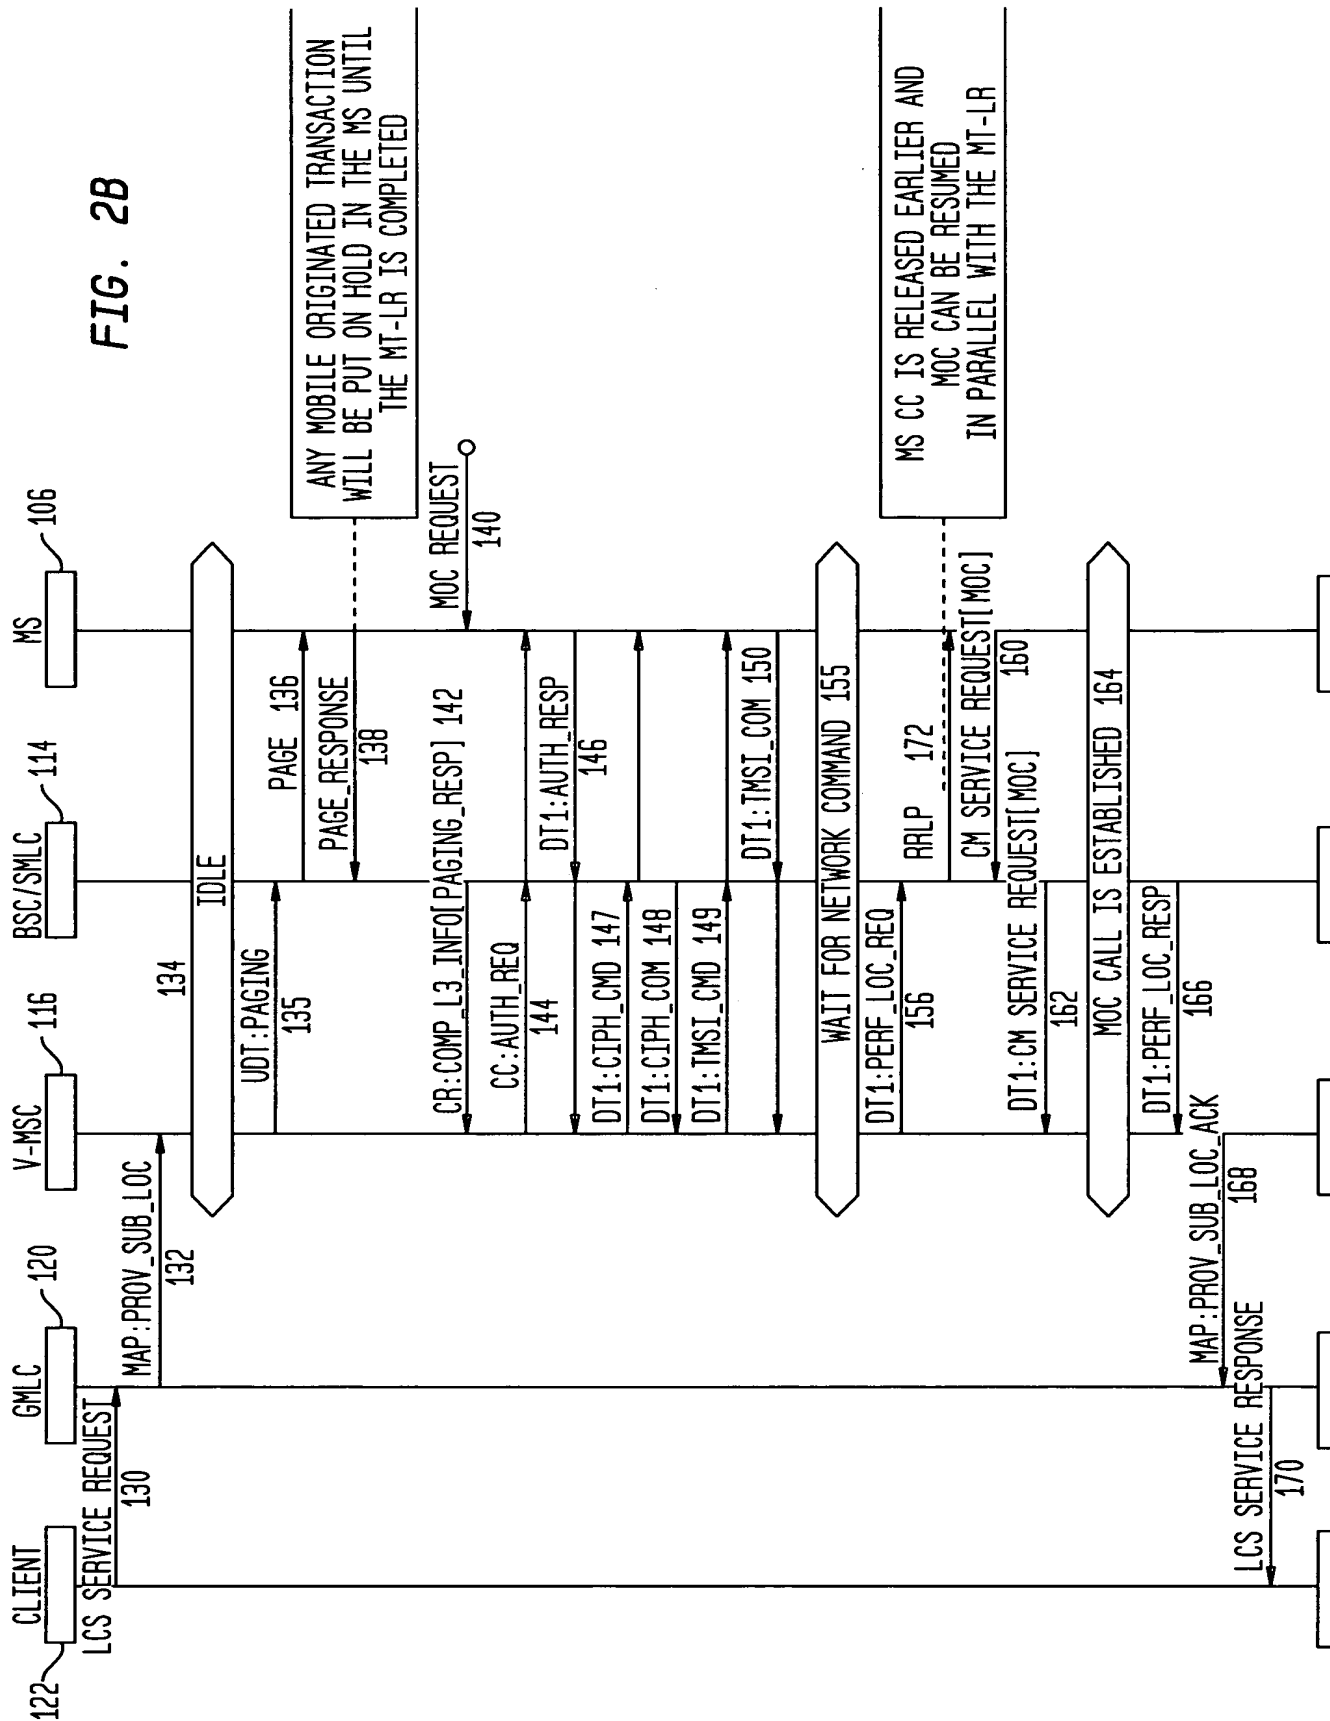 FIG. 2B
CLIENT
122
GMLC
120
V-MSC
116
BSC/SMLC
114
MS
106
LCS SERVICE REQUEST
130
MAP:PROV_SUB_LOC
132
134
IDLE
UDT:PAGING
135
PAGE 136
PAGE_RESPONSE
138
ANY MOBILE ORIGINATED TRANSACTION
WILL BE PUT ON HOLD IN THE MS UNTIL
THE MT-LR IS COMPLETED
MOC REQUEST
140
CR:COMP_L3_INFO[PAGING_RESP] 142
CC:AUTH_REQ
144
DT1:AUTH_RESP
146
DT1:CIPH_CMD 147
DT1:CIPH_COM 148
DT1:TMSI_CMD 149
DT1:TMSI_COM 150
WAIT FOR NETWORK COMMAND 155
DT1:PERF_LOC_REQ
156
RRLP 172
MS CC IS RELEASED EARLIER AND
MOC CAN BE RESUMED
IN PARALLEL WITH THE MT-LR
CM SERVICE REQUEST[MOC]
160
DT1:CM SERVICE REQUEST[MOC]
162
MOC CALL IS ESTABLISHED 164
DT1:PERF_LOC_RESP
166
MAP:PROV_SUB_LOC_ACK
168
LCS SERVICE RESPONSE
170